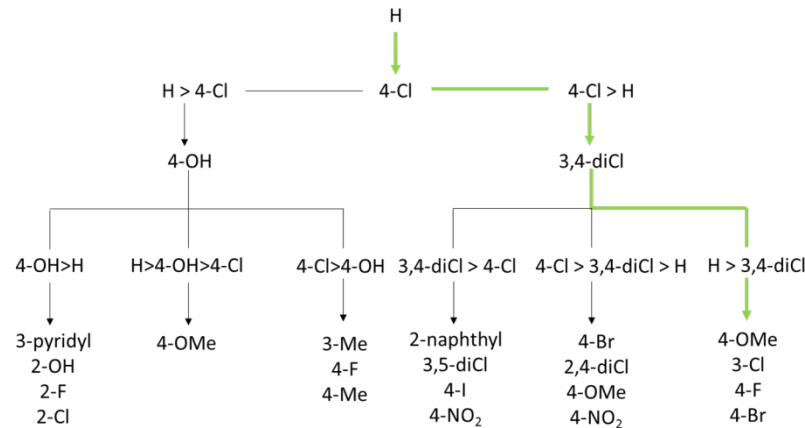 H
H > 4-Cl 4-Cl 4-Cl > H
4-OH 3,4-diCl
4-OH>H H>4-OH>4-Cl 4-Cl>4-OH 3,4-diCl > 4-Cl 4-Cl > 3,4-diCl > H H > 3,4-diCl
3-pyridyl 4-OMe 3-Me 2-naphthyl 4-Br 4-OMe
2-OH 4-F 3,5-diCl 2,4-diCl 3-Cl
2-F 4-Me 4-I 4-OMe 4-F
2-Cl 4-NO₂ 4-NO₂ 4-Br